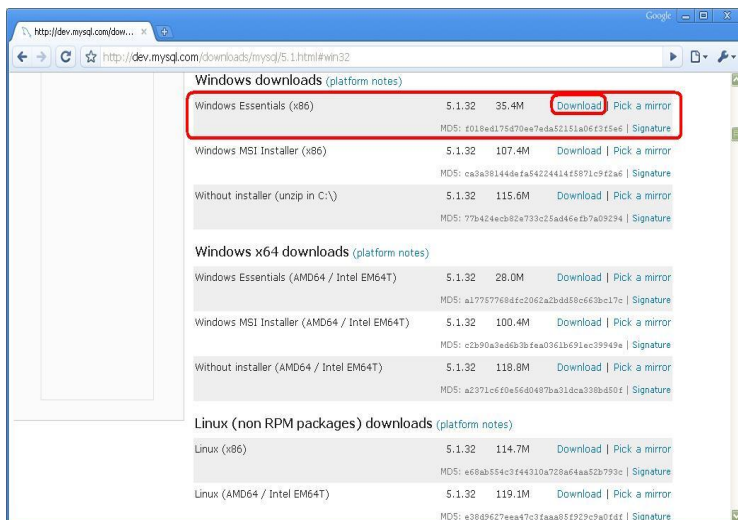 Google
http://dev.mysql.com/dow...
http://dev.mysql.com/downloads/mysql/5.1.html#win32
Windows downloads (platform notes)
Windows Essentials (x86) 5.1.32 35.4M Download | Pick a mirror
MD5: f018ed175d70ee7eda52151a06f3f5e6 | Signature
Windows MSI Installer (x86) 5.1.32 107.4M Download | Pick a mirror
MD5: ca3a38144defa54224414f5871c9f2a6 | Signature
Without installer (unzip in C:\) 5.1.32 115.6M Download | Pick a mirror
MD5: 77b424ecb82e733c25ad46efb7a09294 | Signature
Windows x64 downloads (platform notes)
Windows Essentials (AMD64 / Intel EM64T) 5.1.32 28.0M Download | Pick a mirror
MD5: a17757768dfc2062a2bdd58c663bc17c | Signature
Windows MSI Installer (AMD64 / Intel EM64T) 5.1.32 100.4M Download | Pick a mirror
MD5: c2b90a3ed6b3bfea0361b691ec39949e | Signature
Without installer (AMD64 / Intel EM64T) 5.1.32 118.8M Download | Pick a mirror
MD5: a2371c6f0e56d0487ba31dca338bd50f | Signature
Linux (non RPM packages) downloads (platform notes)
Linux (x86) 5.1.32 114.7M Download | Pick a mirror
MD5: e68ab554c3f44310a728a64aa52b793c | Signature
Linux (AMD64 / Intel EM64T) 5.1.32 119.1M Download | Pick a mirror
MD5: e38d9627eea47c3faaa85f929c9a0fdf | Signature